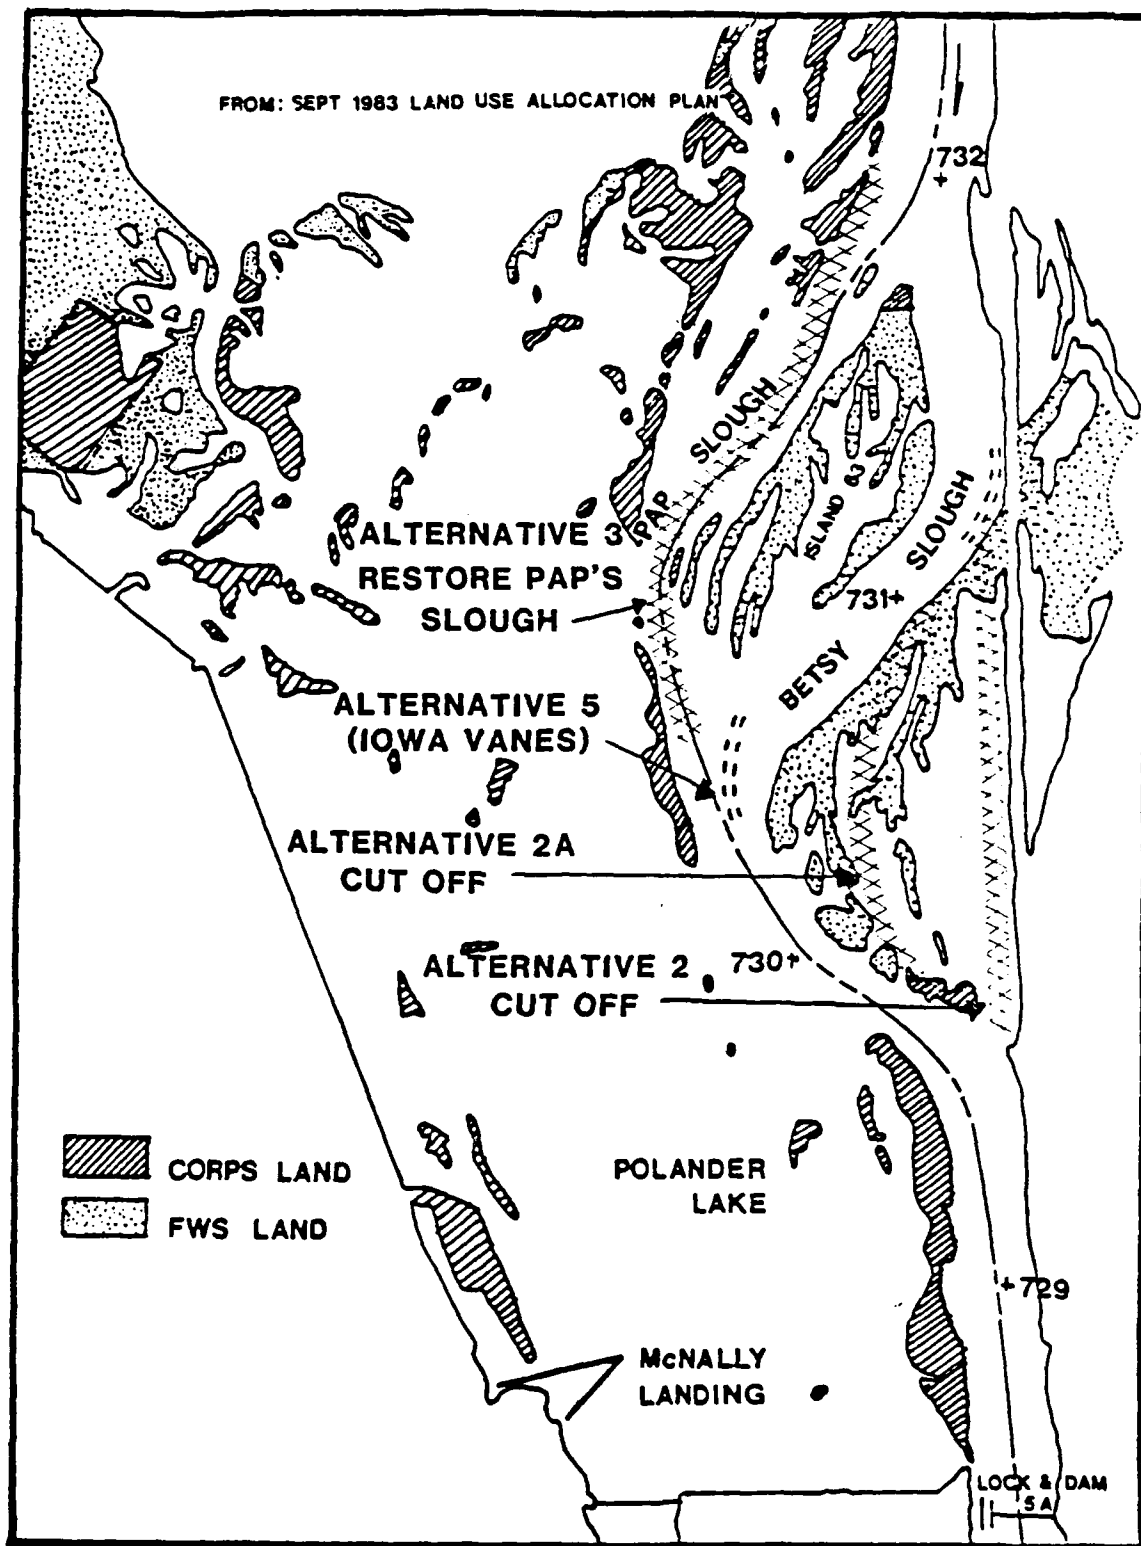 FROM: SEPT 1983 LAND USE ALLOCATION PLAN
732
SLOUGH
PAP
ISLAND 63
SLOUGH
BETSY
731
ALTERNATIVE 3
RESTORE PAP'S
SLOUGH
ALTERNATIVE 5
(IOWA VANES)
ALTERNATIVE 2A
CUT OFF
ALTERNATIVE 2
CUT OFF
730
CORPS LAND
FWS LAND
POLANDER
LAKE
729
McNALLY
LANDING
LOCK & DAM
5A